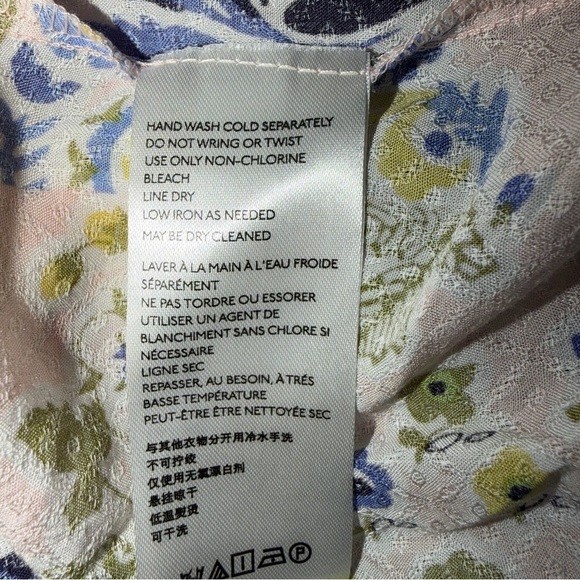 HAND WASH COLD SEPARATELY
DO NOT WRING OR TWIST
USE ONLY NON-CHLORINE
BLEACH
LINE DRY
LOW IRON AS NEEDED
MAY BE DRY CLEANED
LAVER À LA MAIN À L'EAU FROIDE
SÉPARÉMENT
NE PAS TORDRE OU ESSORER
UTILISER UN AGENT DE
BLANCHIMENT SANS CHLORE SI
NÉCESSAIRE
LIGNE SEC
REPASSER, AU BESOIN, À TRÉS
BASSE TEMPÉRATURE
PEUT-ÊTRE ÊTRE NETTOYÉE SEC
与其他衣物分开用冷水手洗
不可拧绞
仅使用无氯漂白剂
悬挂晾干
低温熨烫
可干洗